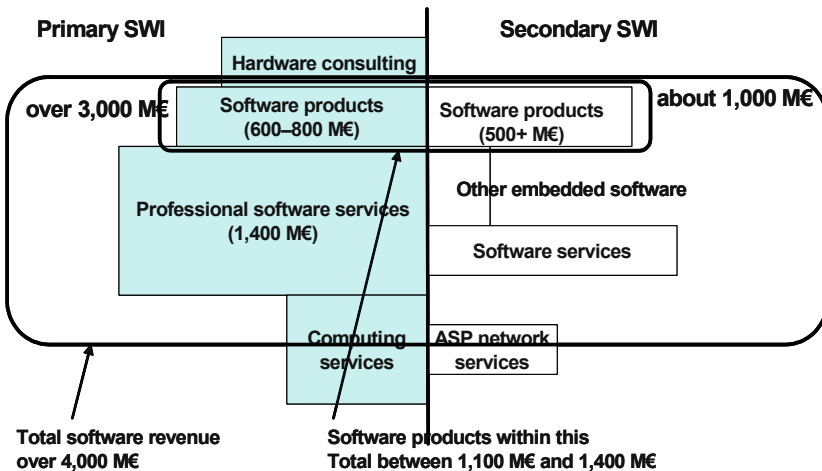 Primary SWI
Secondary SWI
Hardware consulting
over 3,000 M€
Software products
(600–800 M€)
Software products
(500+ M€)
about 1,000 M€
Professional software services
(1,400 M€)
Other embedded software
Software services
Computing
services
ASP network
services
Total software revenue
over 4,000 M€
Software products within this
Total between 1,100 M€ and 1,400 M€